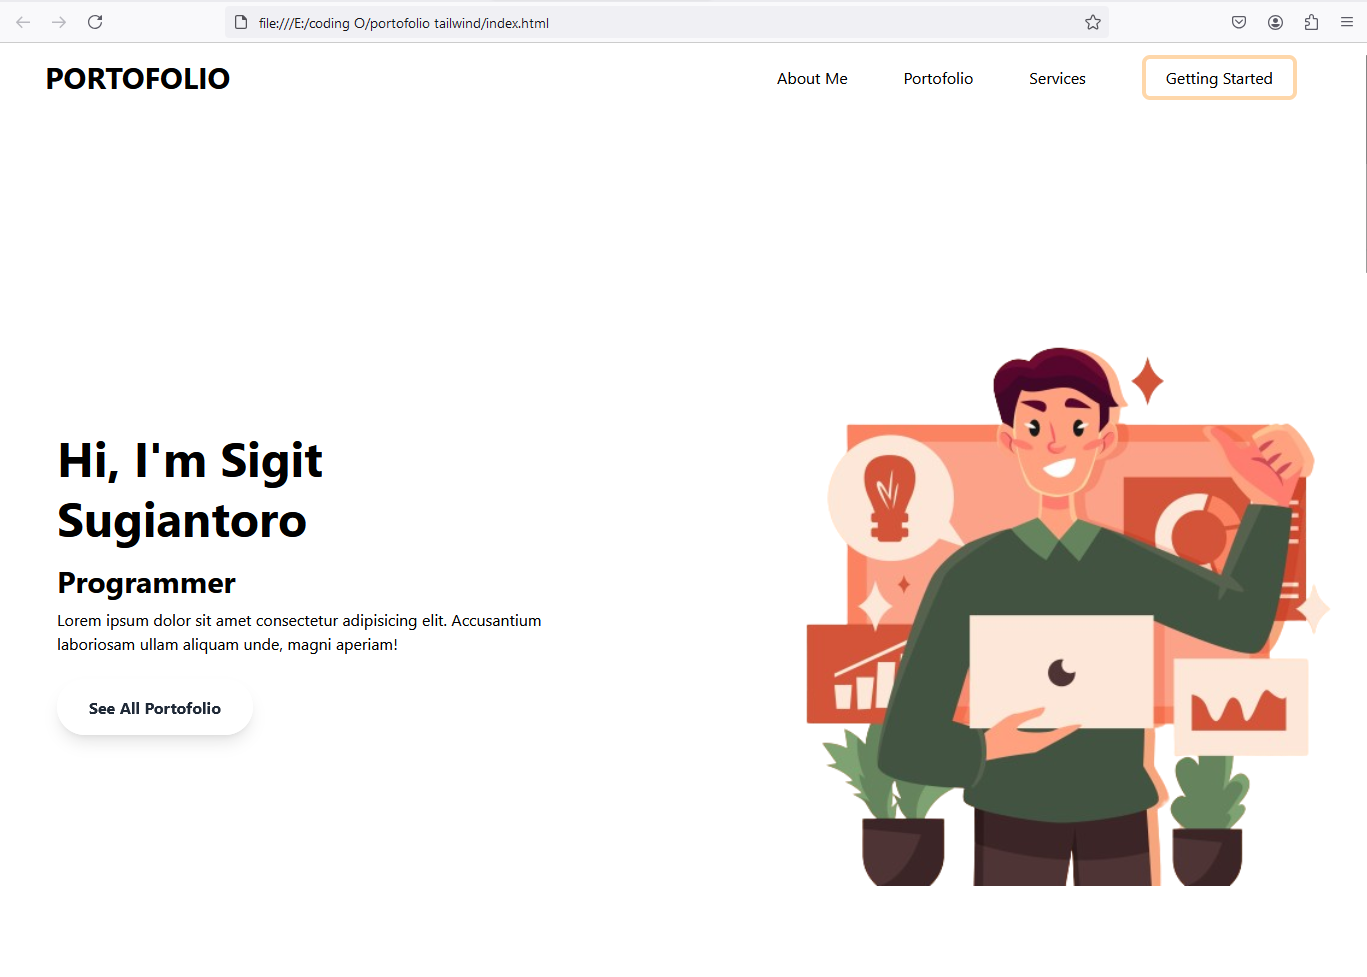 file:///E:/coding O/portofolio tailwind/index.html
PORTOFOLIO
About Me
Portofolio
Services
Getting Started
Hi, I'm Sigit
Sugiantoro
Programmer
Lorem ipsum dolor sit amet consectetur adipisicing elit. Accusantium
laboriosam ullam aliquam unde, magni aperiam!
See All Portofolio